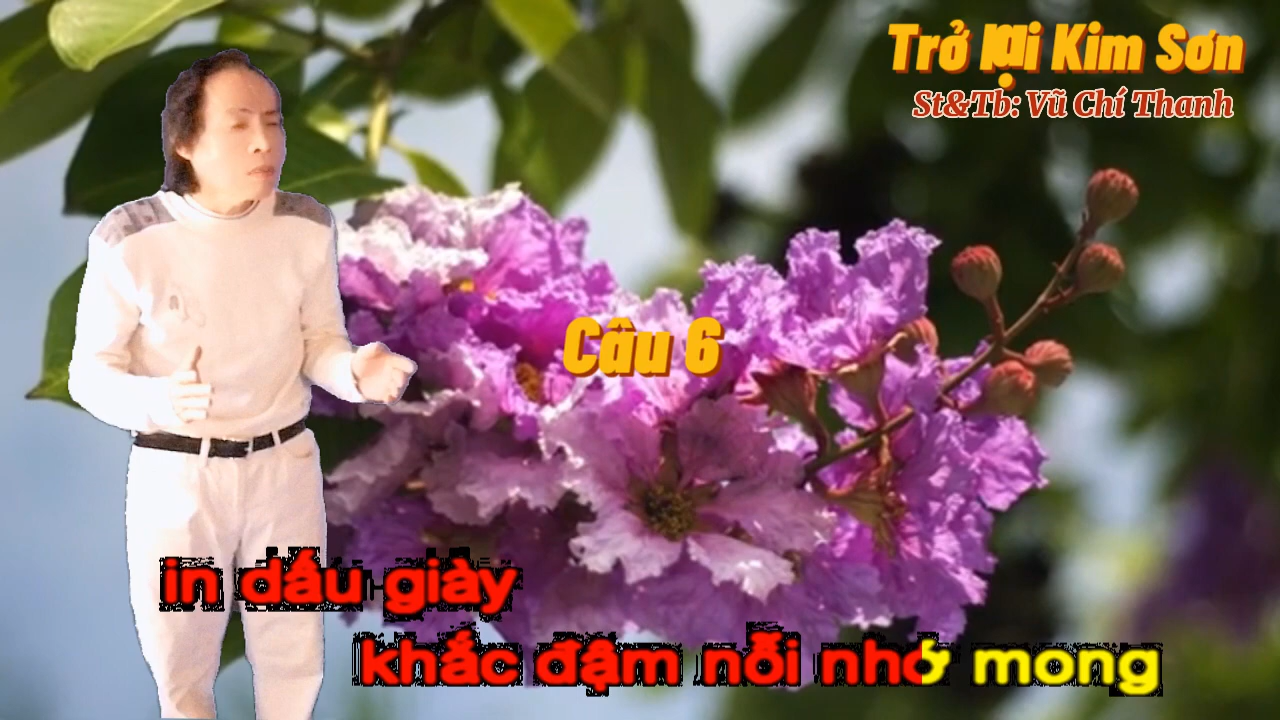 Trở lại Kim Sơn
St&Tb: Vũ Chí Thanh
Câu 6
in dấu giày
khắc đậm nỗi nhớ mong